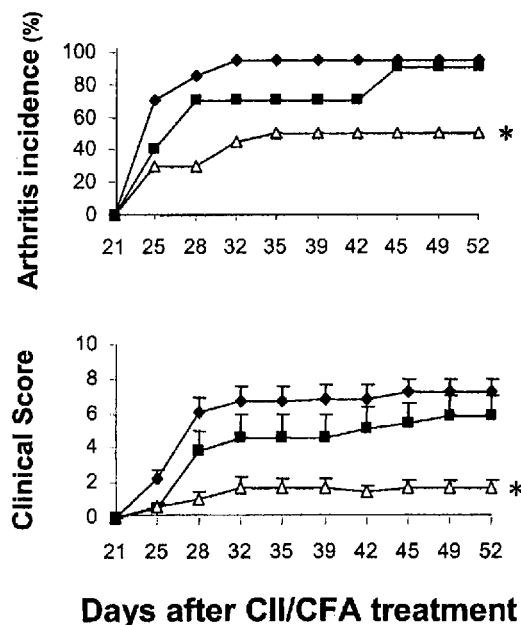 Arthritis incidence (%)
100
80
60
40
20
0
*
21 25 28 32 35 39 42 45 49 52
Clinical Score
10
8
6
4
2
0
*
21 25 28 32 35 39 42 45 49 52
Days after CII/CFA treatment